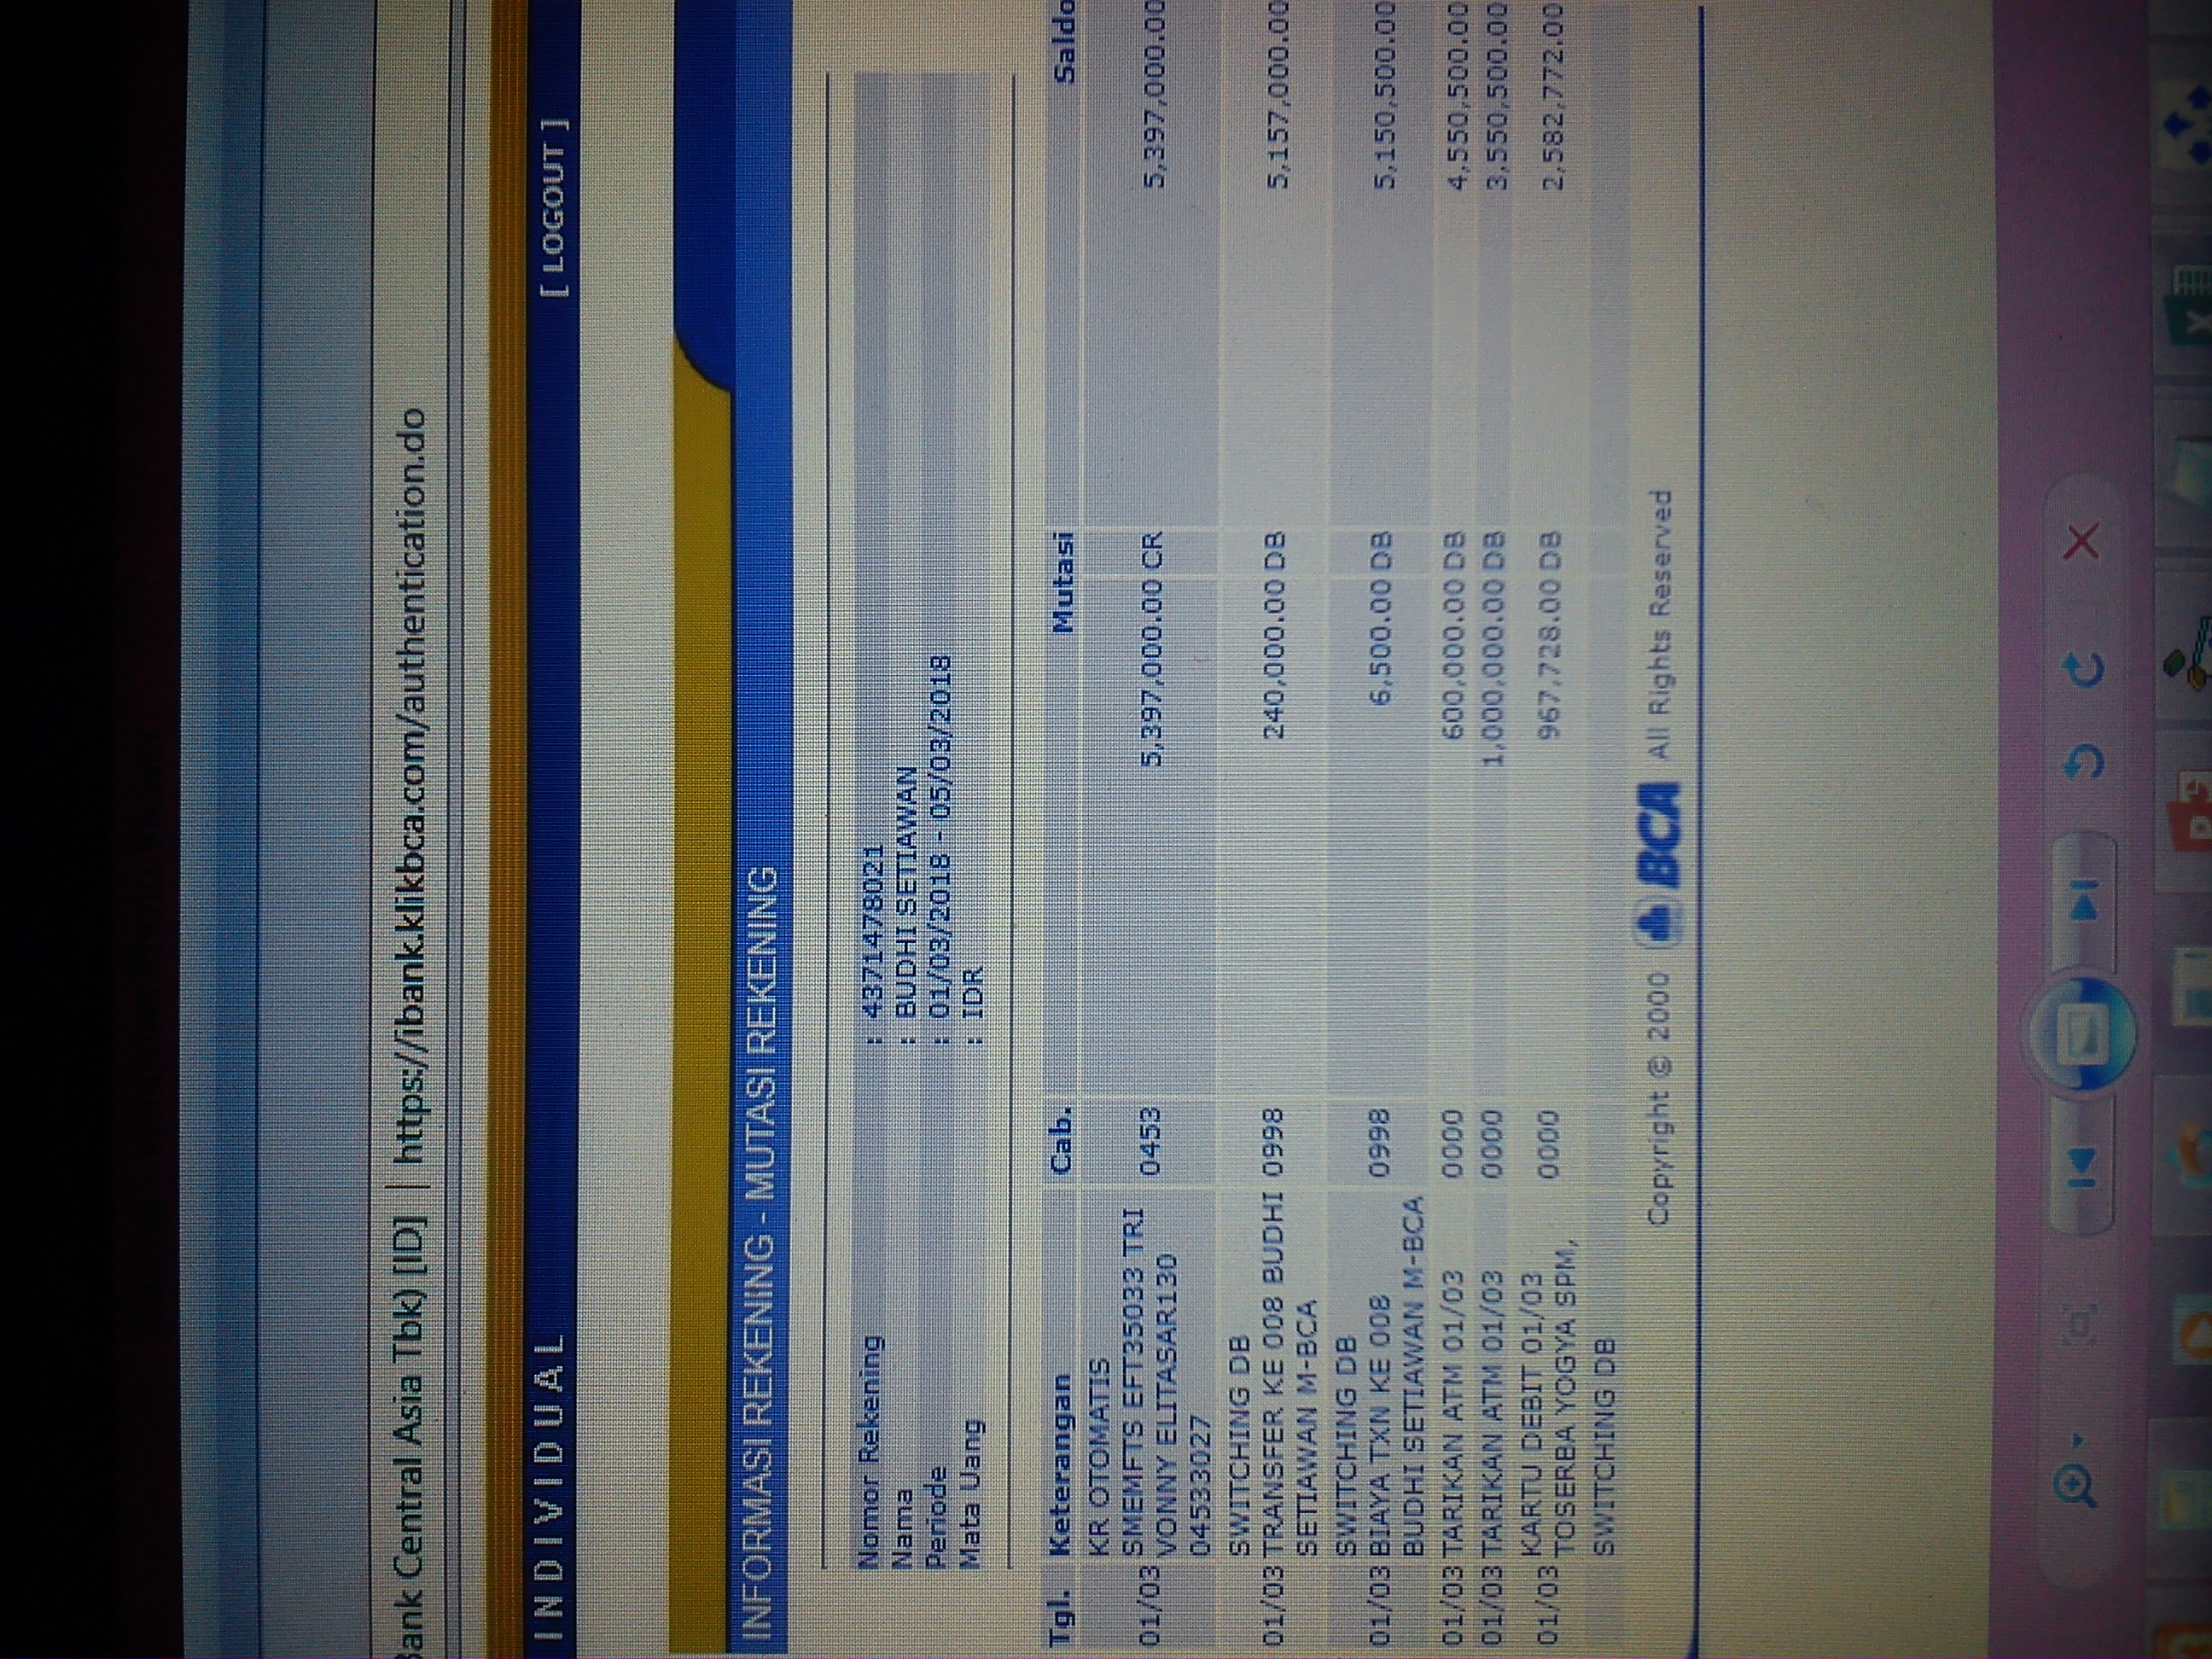 Bank Central Asia Tbk) [ID] https://ibank.klikbca.com/authentication.do
INDIVIDUAL [ LOGOUT ]
INFORMASI REKENING - MUTASI REKENING
Nomor Rekening : 4371478021
Nama : BUDHI SETIAWAN
Periode : 01/03/2018 - 05/03/2018
Mata Uang : IDR
Tgl. Keterangan Cab. Mutasi Saldo
KR OTOMATIS
SMEMFTS EFT35033 TRI
01/03 0453 5,397,000.00 CR 5,397,000.00
VONNY ELITASAR130
04533027
SWITCHING DB
01/03 TRANSFER KE 008 BUDHI 0998 240,000.00 DB 5,157,000.00
SETIAWAN M-BCA
SWITCHING DB
01/03 BIAYA TXN KE 008 0998 6,500.00 DB 5,150,500.00
BUDHI SETIAWAN M-BCA
01/03 TARIKAN ATM 01/03 0000 600,000.00 DB 4,550,500.00
01/03 TARIKAN ATM 01/03 0000 1,000,000.00 DB 3,550,500.00
KARTU DEBIT 01/03
01/03 0000 967,728.00 DB 2,582,772.00
TOSERBA YOGYA SPM,
SWITCHING DB
Copyright © 2000 BCA All Rights Reserved